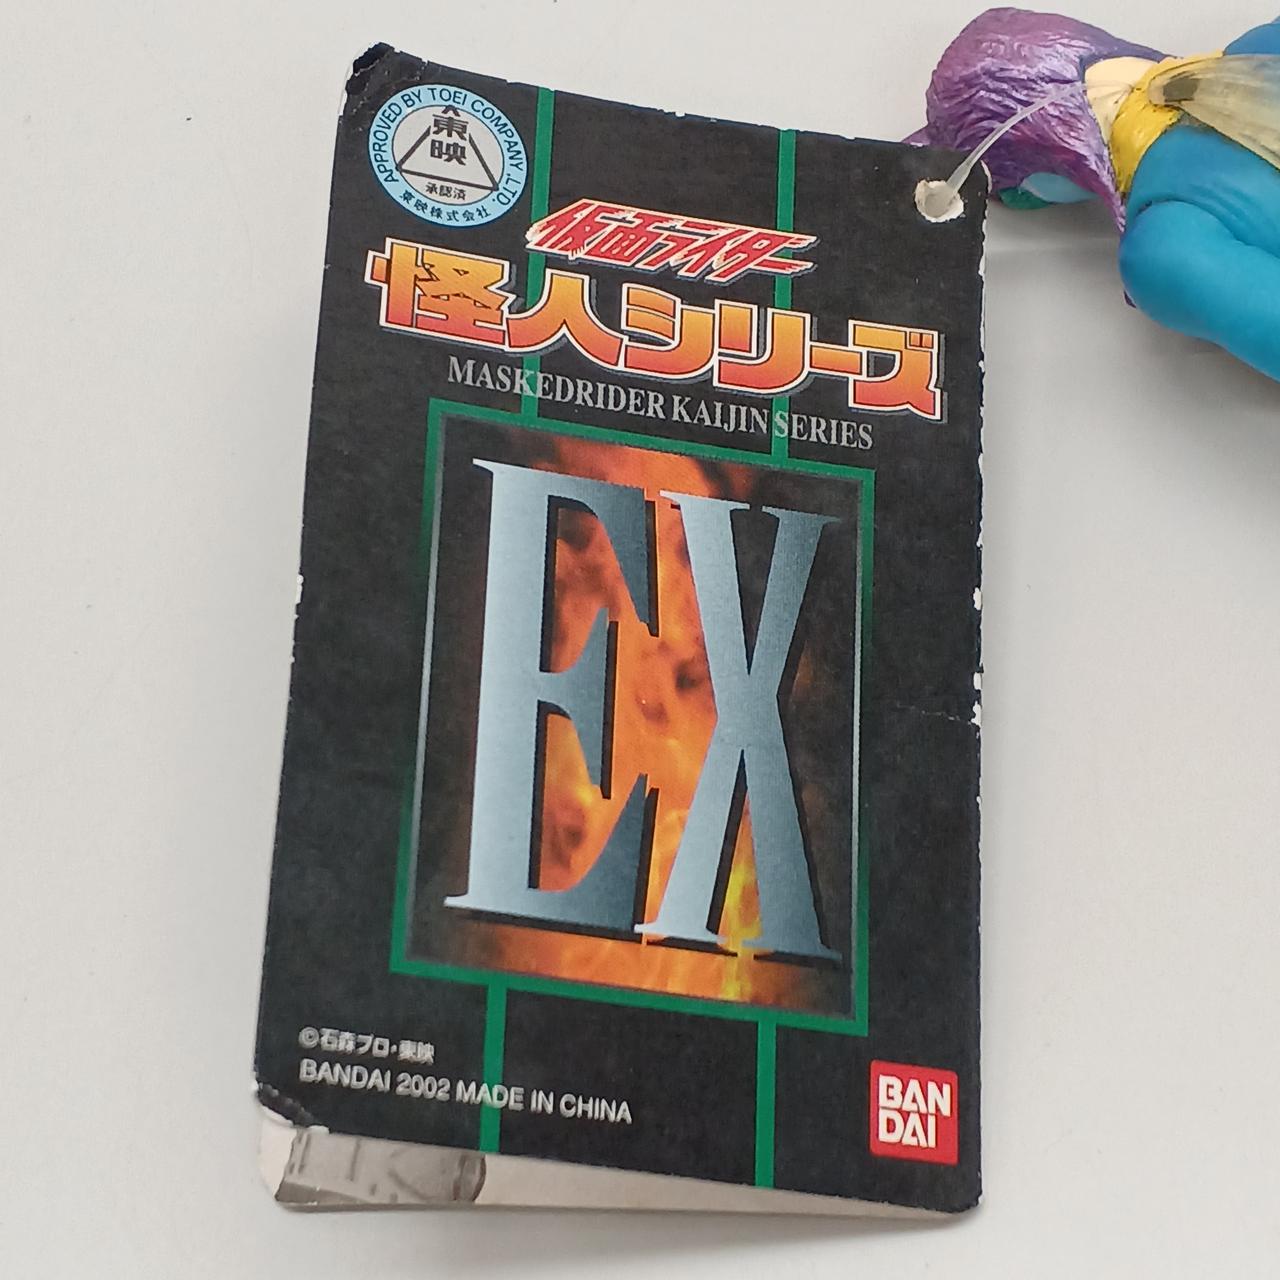 APPROVED BY TOEI COMPANY,LTD.
東映
承認済
東映株式会社
仮面ライダー
怪人シリーズ
MASKEDRIDER KAIJIN SERIES
EX
©石森プロ・東映
BANDAI 2002 MADE IN CHINA
BAN
DAI